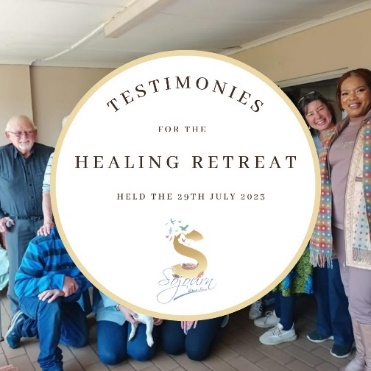 TESTIMONIES
FOR THE
HEALING RETREAT
HELD THE 29TH JULY 2023
S